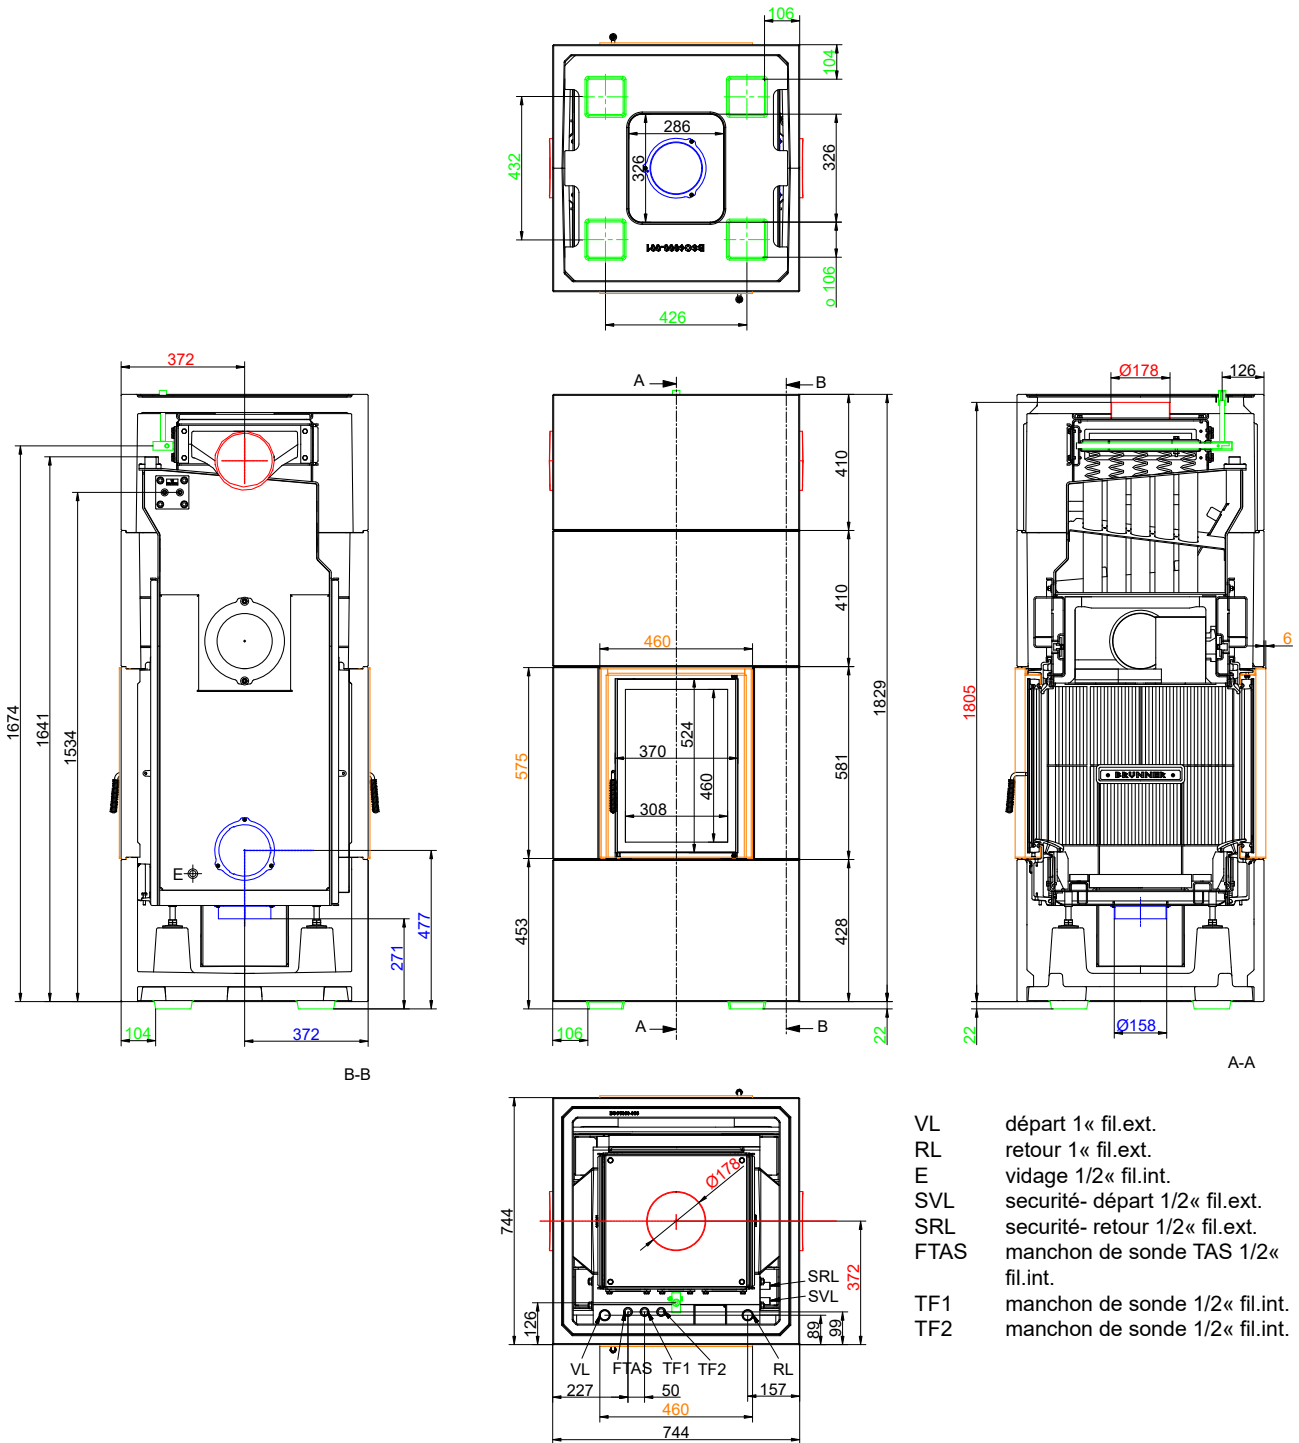 106
104
286
326
326
432
BSO4000-001
o 106
426
372
1674
1641
1534
E
477
271
104
372
B-B
A
B
410
410
460
1829
575
524
370
460
308
581
453
428
A
B
106
22
Ø178
126
6
1805
BRUNNER
22
Ø158
A-A
744
Ø178
372
SRL
SVL
126
89
99
VL
FTAS
TF1
TF2
RL
227
50
157
460
744
VL départ 1« fil.ext.
RL retour 1« fil.ext.
E vidage 1/2« fil.int.
SVL securité- départ 1/2« fil.ext.
SRL securité- retour 1/2« fil.ext.
FTAS manchon de sonde TAS 1/2«
fil.int.
TF1 manchon de sonde 1/2« fil.int.
TF2 manchon de sonde 1/2« fil.int.